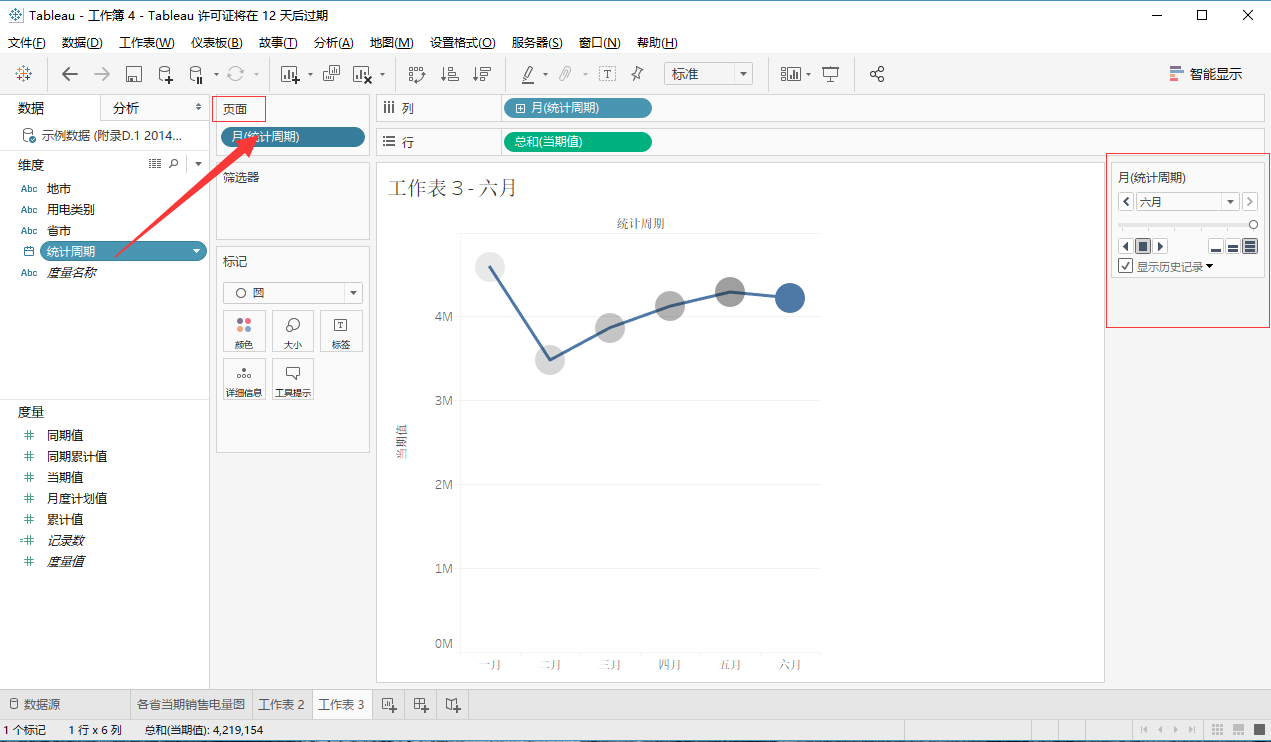 Tableau - 工作簿 4 - Tableau 许可证将在 12 天后过期
文件(F) 数据(D) 工作表(W) 仪表板(B) 故事(T) 分析(A) 地图(M) 设置格式(O) 服务器(S) 窗口(N) 帮助(H)
标准
智能显示
数据 分析
示例数据 (附录D.1 2014...
维度
Abc 地市
Abc 用电类别
Abc 省市
统计周期
Abc 度量名称
度量
同期值
同期累计值
当期值
月度计划值
累计值
记录数
度量值
页面
月(统计周期)
筛选器
标记
圆
颜色 大小 标签
详细信息 工具提示
列 月(统计周期)
行 总和(当期值)
工作表 3 - 六月
统计周期
当期值
4M
3M
2M
1M
0M
一月 二月 三月 四月 五月 六月
月(统计周期)
六月
显示历史记录
数据源 各省当期销售电量图 工作表 2 工作表 3
1 个标记 1 行 x 6 列 总和(当期值): 4,219,154